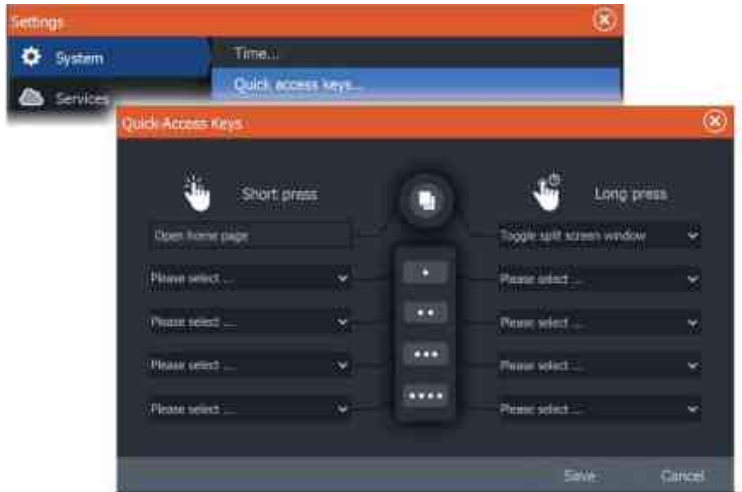 Settings
System
Time...
Quick access keys...
Services
Quick Access Keys
Short press
Long press
Open home page
Toggle split screen window
Please select ...
Please select ...
Please select ...
Please select ...
Please select ...
Please select ...
Please select ...
Please select ...
Save
Cancel